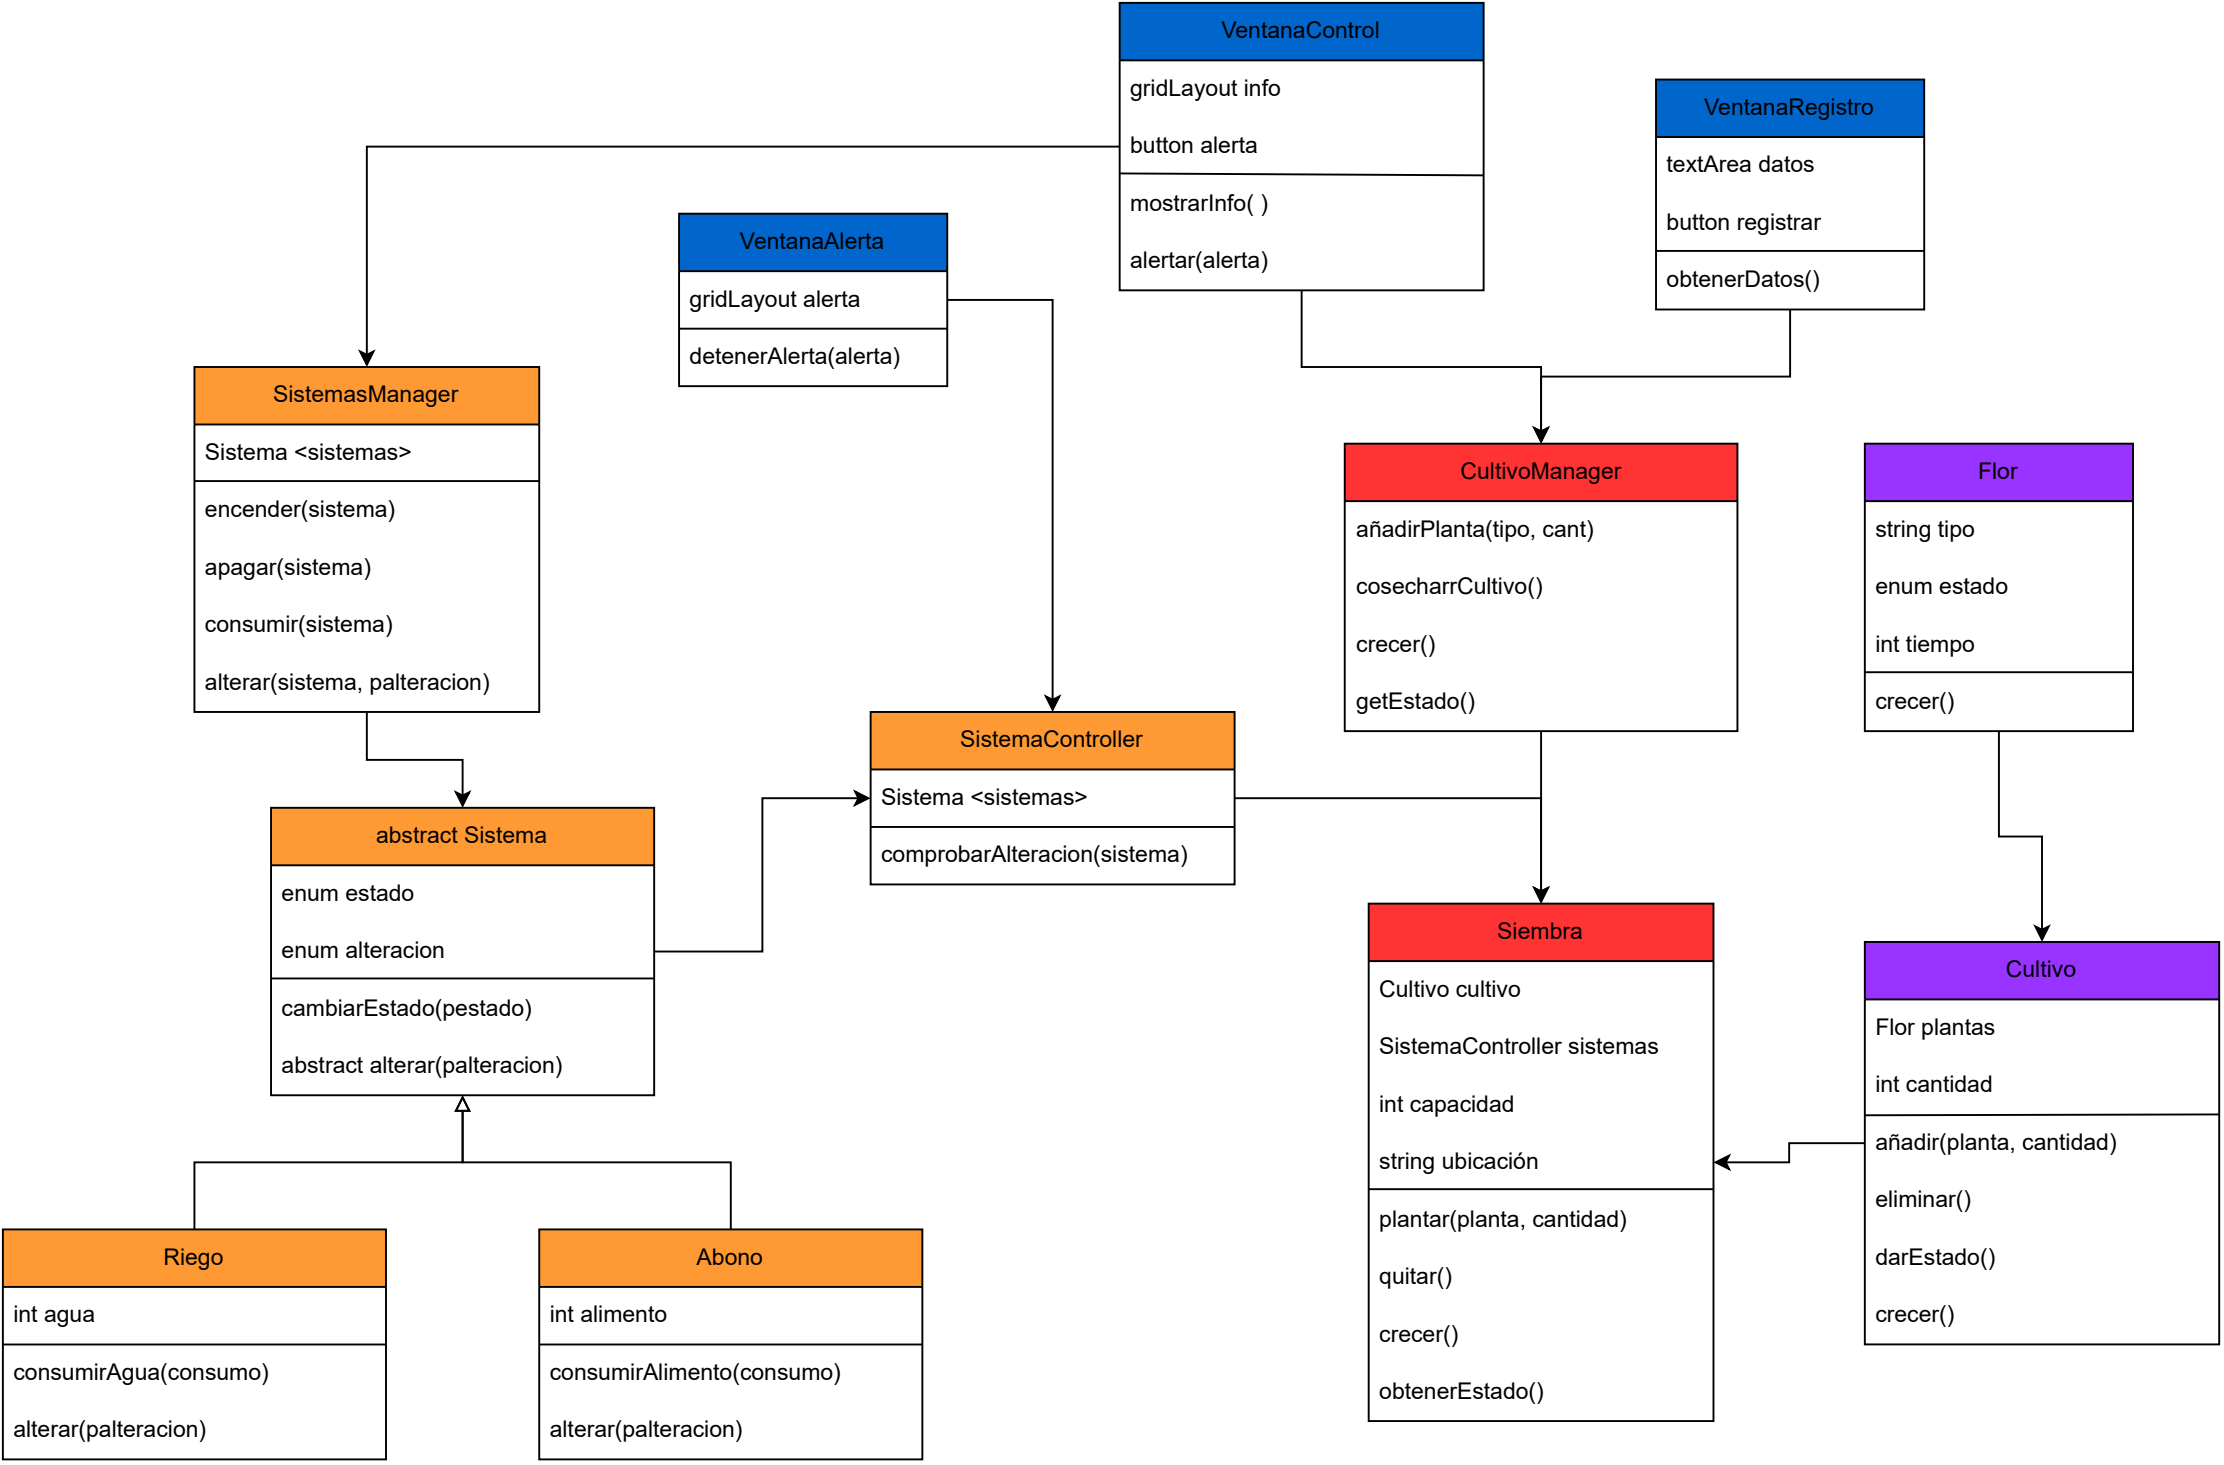 VentanaControl
gridLayout info
button alerta
mostrarInfo( )
alertar(alerta)
VentanaRegistro
textArea datos
button registrar
obtenerDatos()
VentanaAlerta
gridLayout alerta
detenerAlerta(alerta)
SistemasManager
Sistema <sistemas>
encender(sistema)
apagar(sistema)
consumir(sistema)
alterar(sistema, palteracion)
CultivoManager
añadirPlanta(tipo, cant)
cosecharrCultivo()
crecer()
getEstado()
Flor
string tipo
enum estado
int tiempo
crecer()
SistemaController
Sistema <sistemas>
comprobarAlteracion(sistema)
abstract Sistema
enum estado
enum alteracion
cambiarEstado(pestado)
abstract alterar(palteracion)
Siembra
Cultivo cultivo
SistemaController sistemas
int capacidad
string ubicación
plantar(planta, cantidad)
quitar()
crecer()
obtenerEstado()
Cultivo
Flor plantas
int cantidad
añadir(planta, cantidad)
eliminar()
darEstado()
crecer()
Riego
int agua
consumirAgua(consumo)
alterar(palteracion)
Abono
int alimento
consumirAlimento(consumo)
alterar(palteracion)